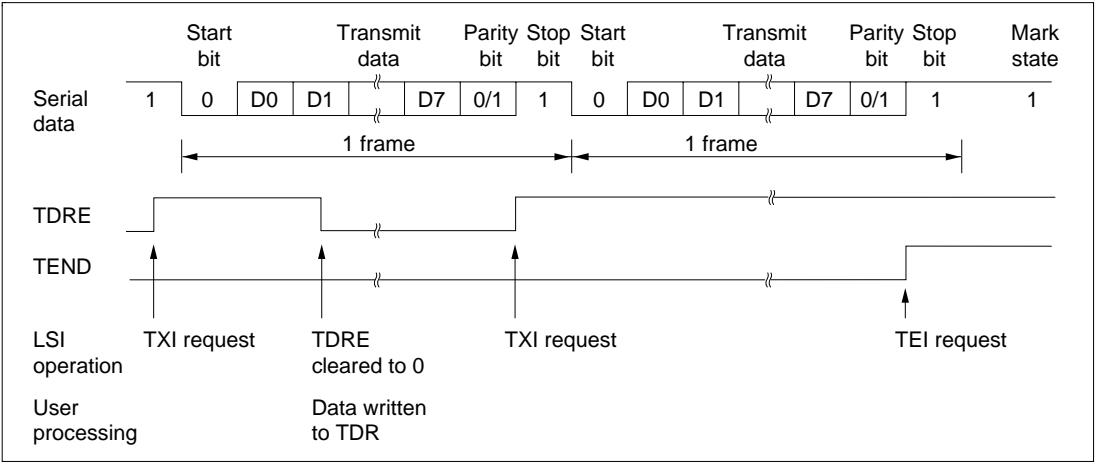 Start bit Transmit data Parity bit Stop bit Start bit Transmit data Parity bit Stop bit Mark state
Serial data 1 0 D0 D1 D7 0/1 1 0 D0 D1 D7 0/1 1 1
1 frame 1 frame
TDRE
TEND
LSI operation TXI request TDRE cleared to 0 TXI request TEI request
User processing Data written to TDR